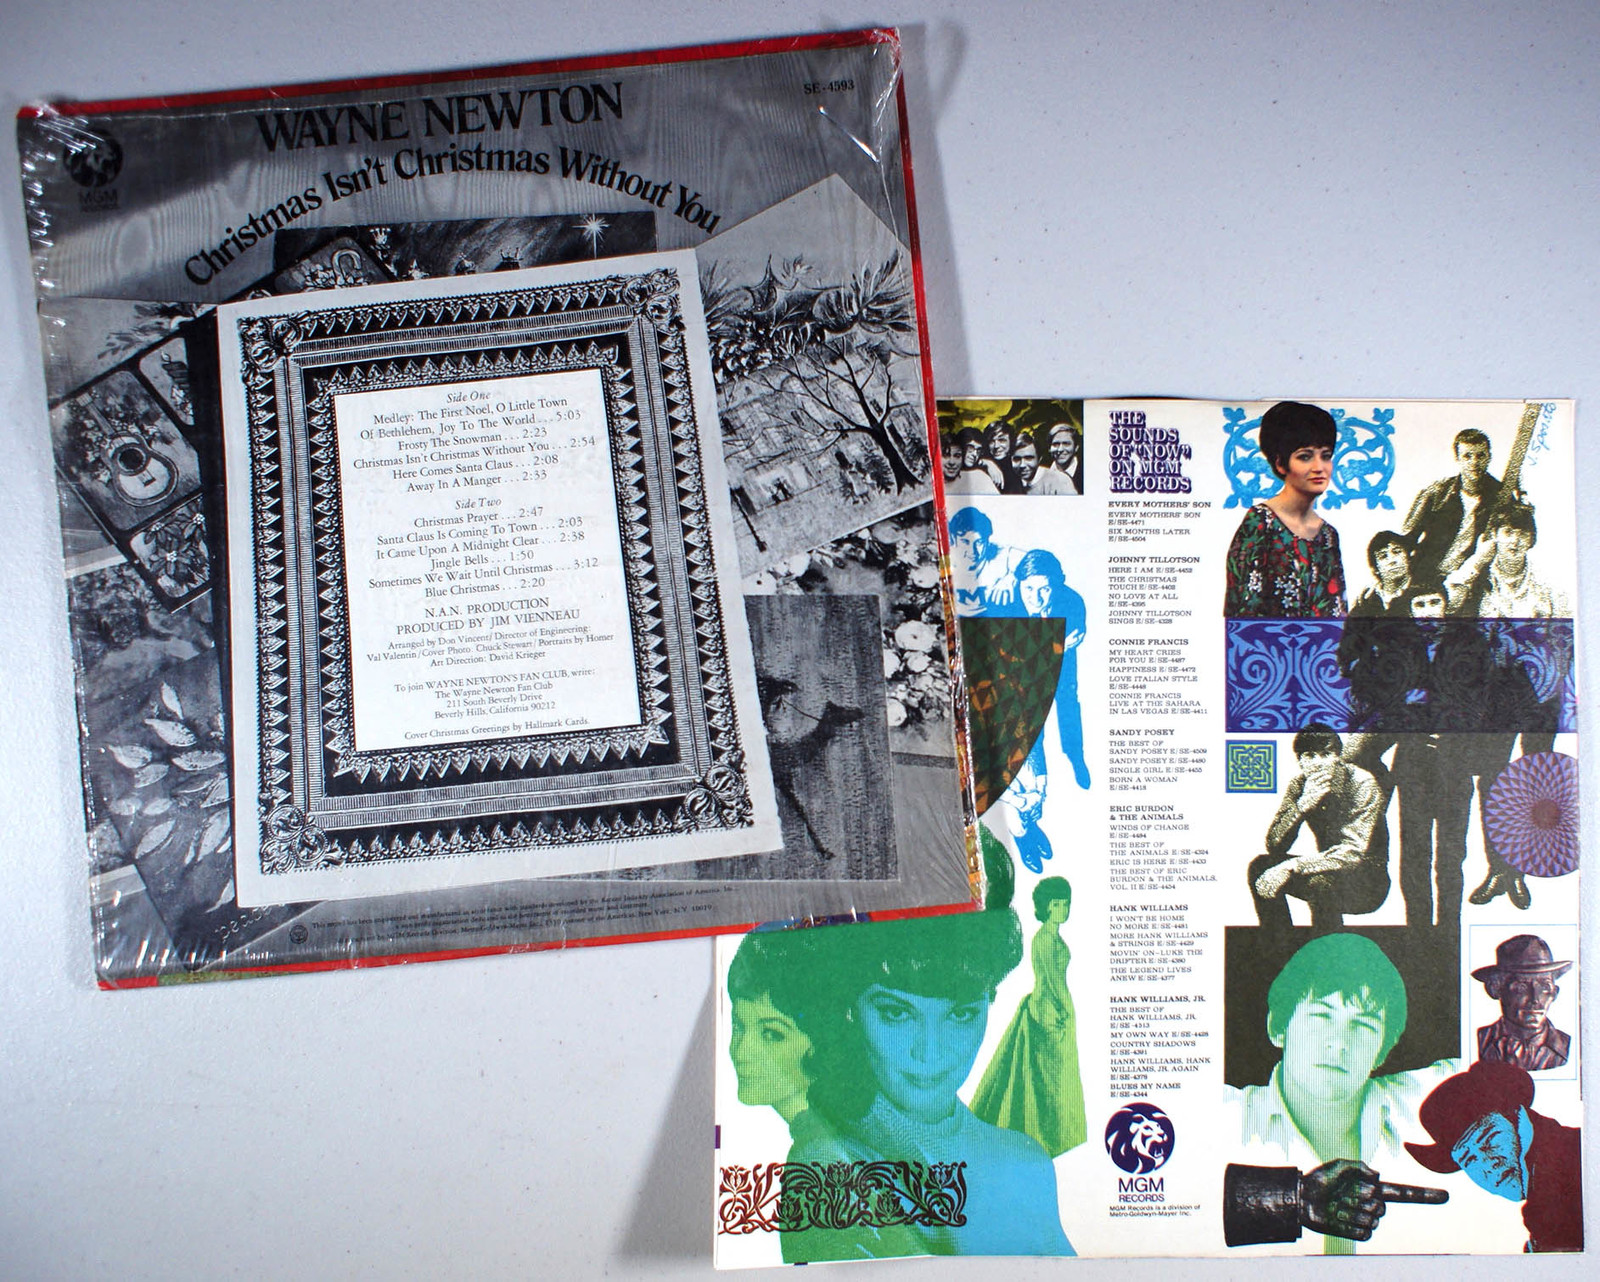 WAYNE NEWTON
SE-4593
Christmas Isn't Christmas Without You
MGM
RECORDS
Side One
Medley: The First Noel, O Little Town
Of Bethlehem, Joy To The World . . . 5:03
Frosty The Snowman . . . 2:23
Christmas Isn't Christmas Without You . . . 2:54
Here Comes Santa Claus . . . 2:08
Away In A Manger . . . 2:33
Side Two
Christmas Prayer . . . 2:47
Santa Claus Is Coming To Town . . . 2:03
It Came Upon A Midnight Clear . . . 2:38
Jingle Bells . . . 1:50
Sometimes We Wait Until Christmas . . . 3:12
Blue Christmas . . . 2:20
N.A.N. PRODUCTION
PRODUCED BY JIM VIENNEAU
Arranged by Don Vincent/Director of Engineering:
Val Valentin/Cover Photo: Chuck Stewart/Portraits by Homer
Art Direction: David Krieger
To join WAYNE NEWTON'S FAN CLUB, write:
The Wayne Newton Fan Club
211 South Beverly Drive
Beverly Hills, California 90212
Cover Christmas Greetings by Hallmark Cards.
THE
SOUNDS
OF "NOW"
ON MGM
RECORDS
EVERY MOTHERS' SON
EVERY MOTHERS' SON
E/SE-4471
SIX MONTHS LATER
E/SE-4504
JOHNNY TILLOTSON
HERE I AM E/SE-4452
THE CHRISTMAS
TOUCH E/SE-4402
NO LOVE AT ALL
E/SE-4395
JOHNNY TILLOTSON
SINGS E/SE-4328
CONNIE FRANCIS
MY HEART CRIES
FOR YOU E/SE-4487
HAPPINESS E/SE-4472
LOVE ITALIAN STYLE
E/SE-4448
CONNIE FRANCIS
LIVE AT THE SAHARA
IN LAS VEGAS E/SE-4411
SANDY POSEY
THE BEST OF
SANDY POSEY E/SE-4509
SANDY POSEY E/SE-4480
SINGLE GIRL E/SE-4455
BORN A WOMAN
E/SE-4418
ERIC BURDON
& THE ANIMALS
WINDS OF CHANGE
E/SE-4484
THE BEST OF
THE ANIMALS E/SE-4324
ERIC IS HERE E/SE-4433
THE BEST OF ERIC
BURDON & THE ANIMALS,
VOL. II E/SE-4454
HANK WILLIAMS
I WON'T BE HOME
NO MORE E/SE-4481
MORE HANK WILLIAMS
& STRINGS E/SE-4429
MOVIN' ON-LUKE THE
DRIFTER E/SE-4380
THE LEGEND LIVES
ANEW E/SE-4377
HANK WILLIAMS, JR.
THE BEST OF
HANK WILLIAMS, JR.
E/SE-4513
MY OWN WAY E/SE-4428
COUNTRY SHADOWS
E/SE-4391
HANK WILLIAMS, HANK
WILLIAMS, JR. AGAIN
E/SE-4378
BLUES MY NAME
E/SE-4344
MGM
RECORDS
MGM Records is a division of
Metro-Goldwyn-Mayer Inc.